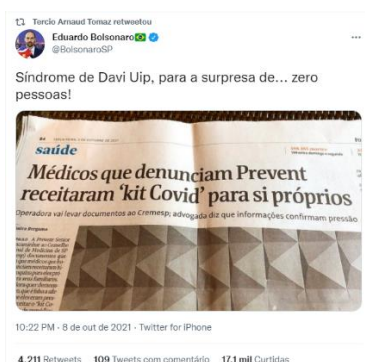 Tercio Arnaud Tomaz retweetou
Eduardo Bolsonaro
@BolsonaroSP
Síndrome de Davi Uip, para a surpresa de... zero
pessoas!
saúde
Médicos que denunciam Prevent
receitaram 'kit Covid' para si próprios
Operadora vai levar documentos ao Cremesp; advogada diz que informações confirmam pressão
10:22 PM · 8 de out de 2021 · Twitter for iPhone
4.211 Retweets 109 Tweets com comentário 17,1 mil Curtidas